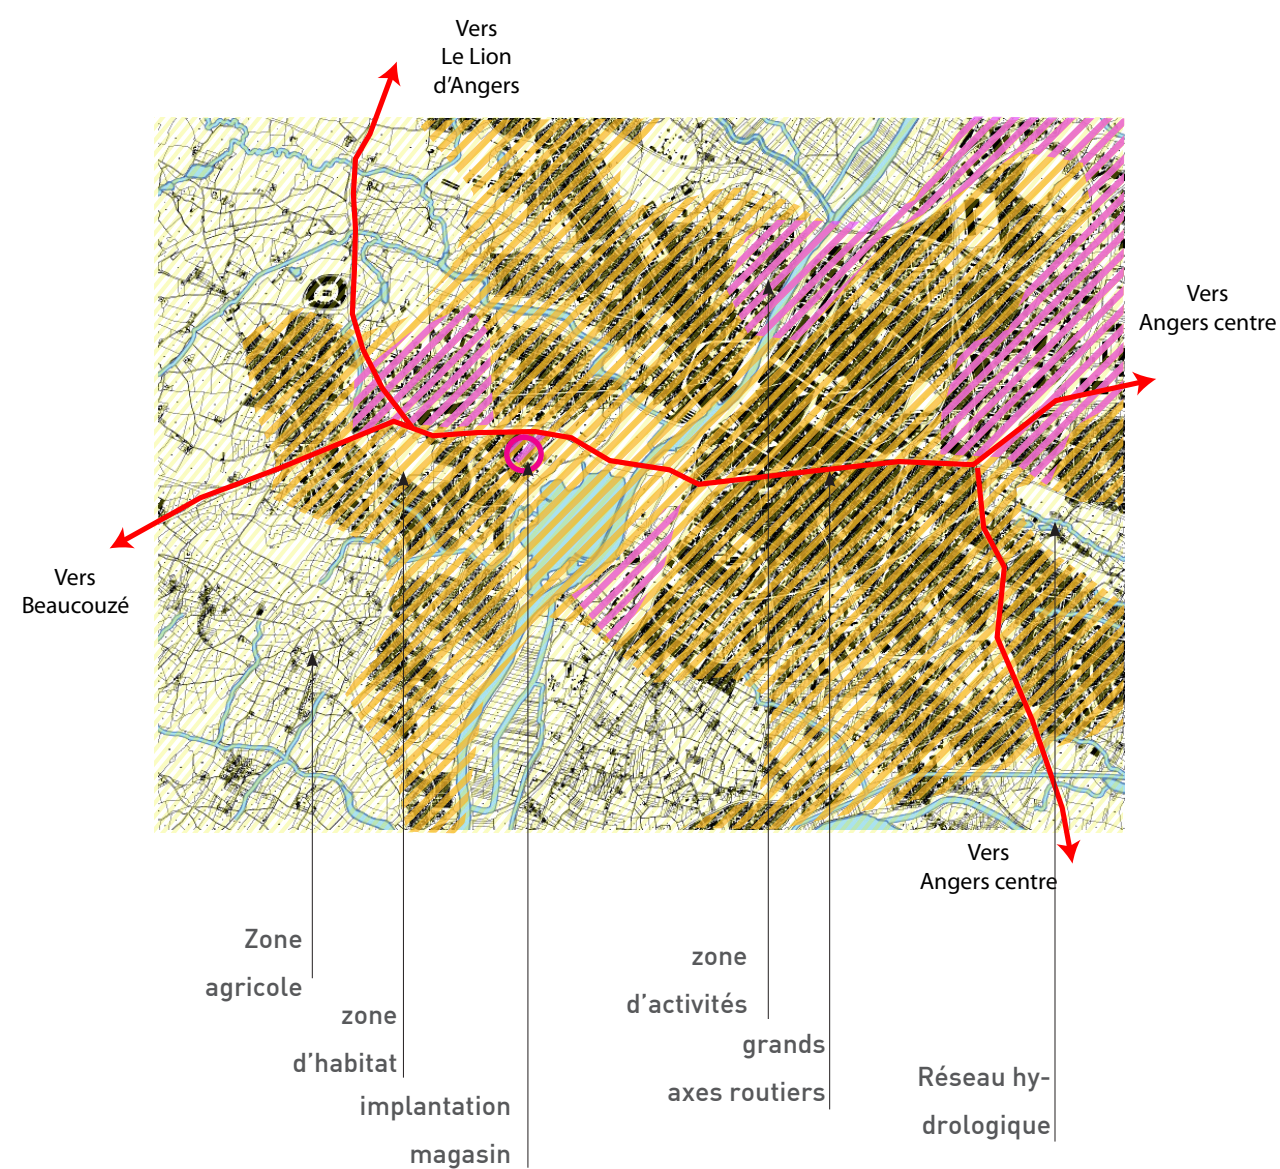 Vers
Le Lion
d'Angers
Vers
Angers centre
Vers
Beaucouzé
Vers
Angers centre
Zone
agricole
zone
d'habitat
implantation
magasin
zone
d'activités
grands
axes routiers
Réseau hy-
drologique